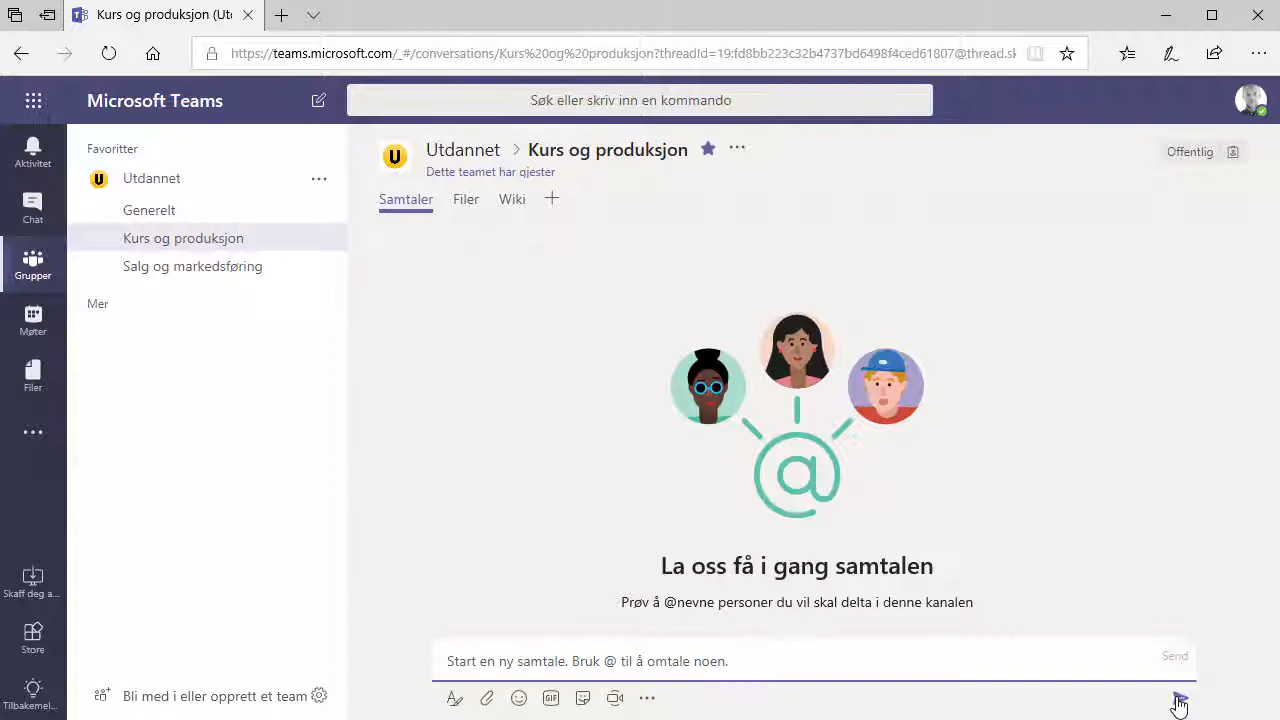 Kurs og produksjon (Utd
https://teams.microsoft.com/_#/conversations/Kurs%20og%20produksjon?threadId=19:fd8bb223c32b4737bd6498f4ced61807@thread.sk
Microsoft Teams
Søk eller skriv inn en kommando
Aktivitet
Chat
Grupper
Møter
Filer
Skaff deg a...
Store
Tilbakemel...
Favoritter
U
Utdannet
Generelt
Kurs og produksjon
Salg og markedsføring
Mer
Bli med i eller opprett et team
U
Utdannet > Kurs og produksjon
Dette teamet har gjester
Offentlig
Samtaler Filer Wiki
@
La oss få i gang samtalen
Prøv å @nevne personer du vil skal delta i denne kanalen
Start en ny samtale. Bruk @ til å omtale noen.
Send
GIF